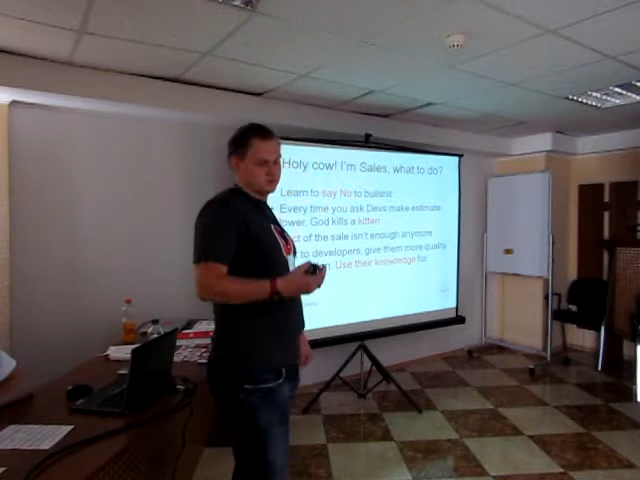 Holy cow! I'm Sales, what to do?
Learn to say No to bullshit
Every time you ask Devs make estimate
lower, God kills a kitten
of the sale isn't enough anymore
to developers, give them more quality
Use their knowledge for